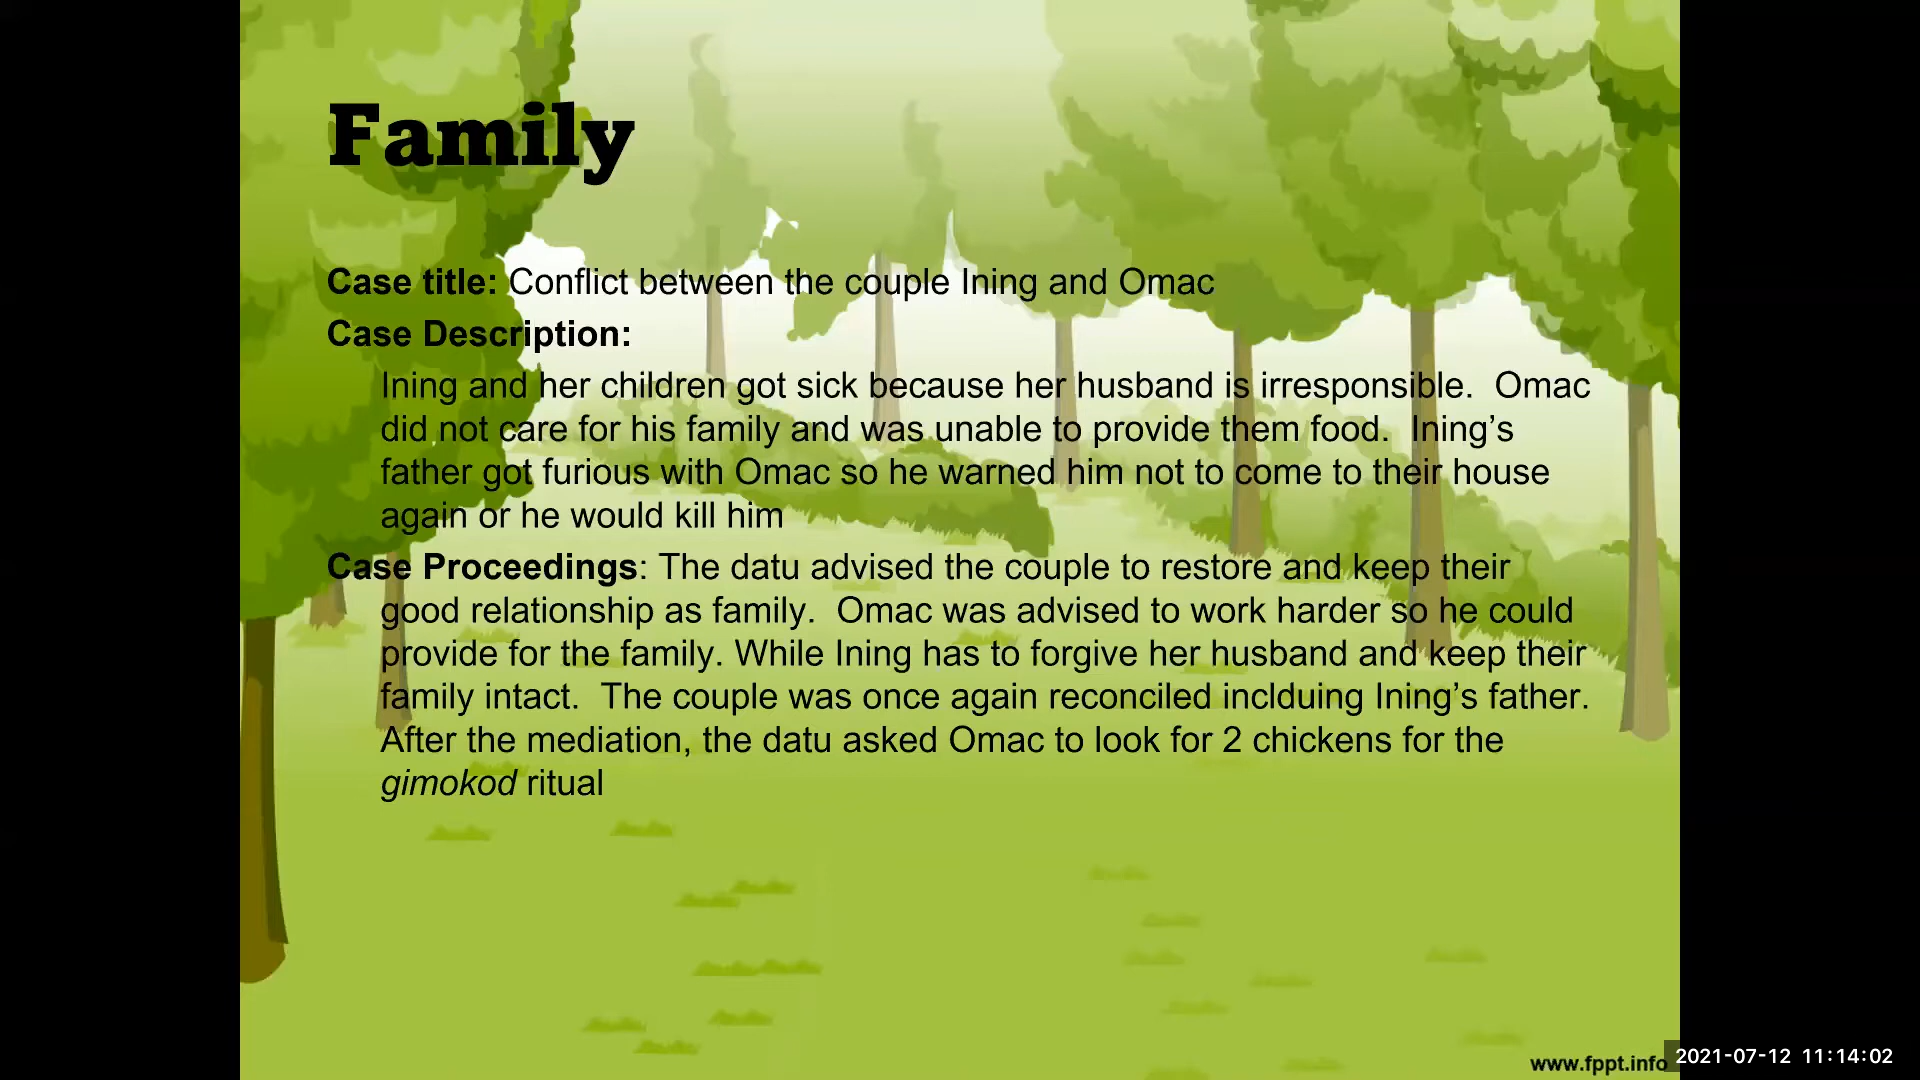 Family
Case title: Conflict between the couple Ining and Omac
Case Description:
Ining and her children got sick because her husband is irresponsible.  Omac
did not care for his family and was unable to provide them food.  Ining’s
father got furious with Omac so he warned him not to come to their house
again or he would kill him
Case Proceedings: The datu advised the couple to restore and keep their
good relationship as family.  Omac was advised to work harder so he could
provide for the family. While Ining has to forgive her husband and keep their
family intact.  The couple was once again reconciled inclduing Ining’s father.
After the mediation, the datu asked Omac to look for 2 chickens for the
gimokod ritual
www.fppt.info
2021-07-12 11:14:02